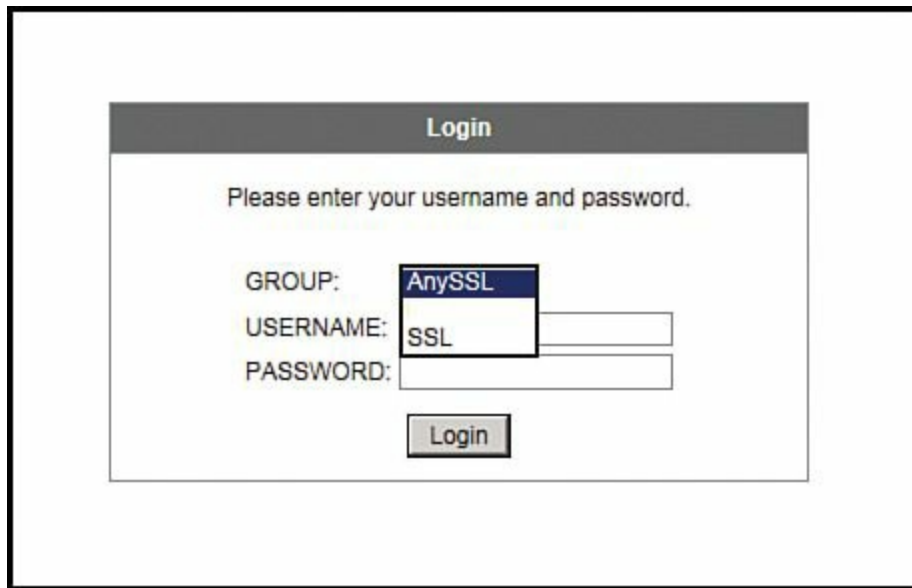 Login
Please enter your username and password.
GROUP: AnySSL
SSL
USERNAME:
PASSWORD:
Login